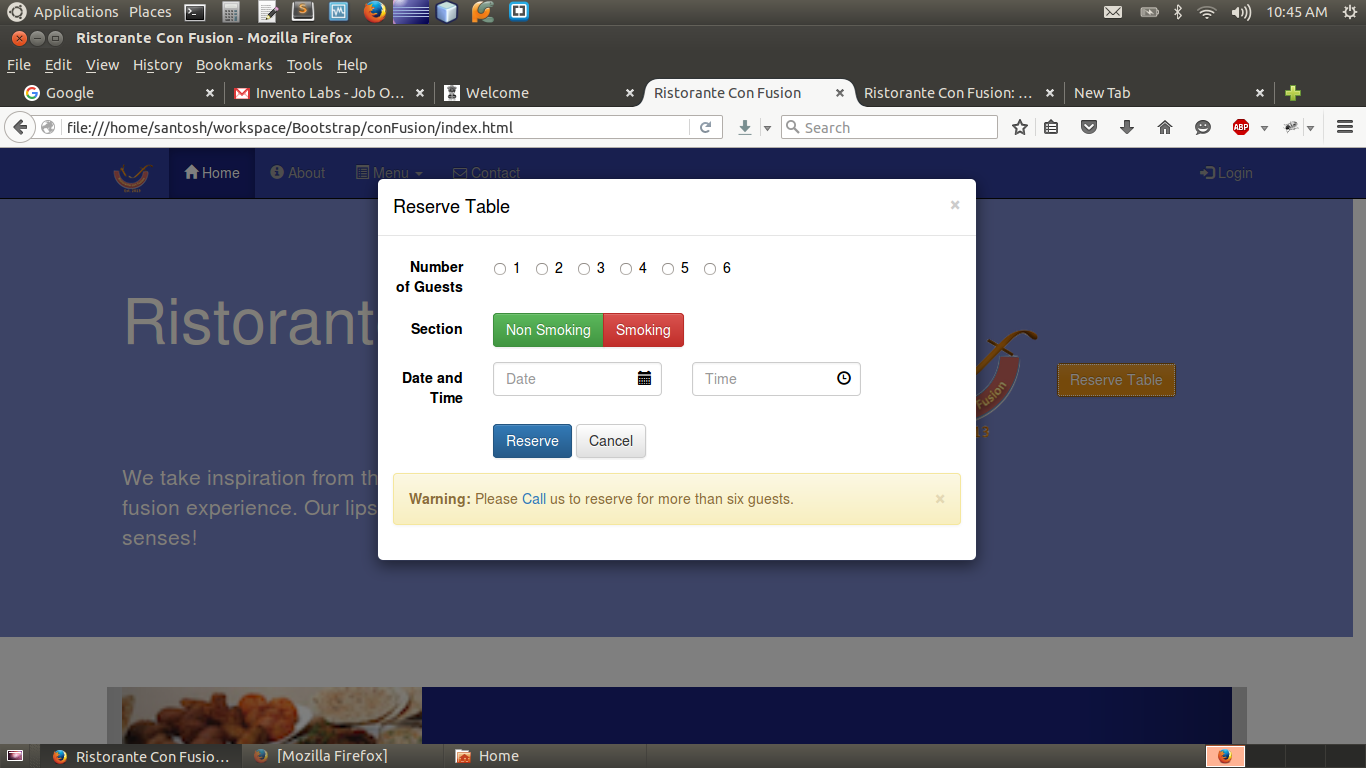 Applications Places 10:45 AM
Ristorante Con Fusion - Mozilla Firefox
File Edit View History Bookmarks Tools Help
Google Invento Labs - Job O... Welcome Ristorante Con Fusion Ristorante Con Fusion: ... New Tab
file:///home/santosh/workspace/Bootstrap/conFusion/index.html Search ABP
Home About Menu Contact Login
Reserve Table ×
Number of Guests
1 2 3 4 5 6
Section Non Smoking Smoking
Date and Time
Date Time
Reserve Cancel
Warning: Please Call us to reserve for more than six guests. ×
Ristorant
Fusion
Reserve Table
We take inspiration from th
fusion experience. Our lips
senses!
Ristorante Con Fusio... [Mozilla Firefox] Home